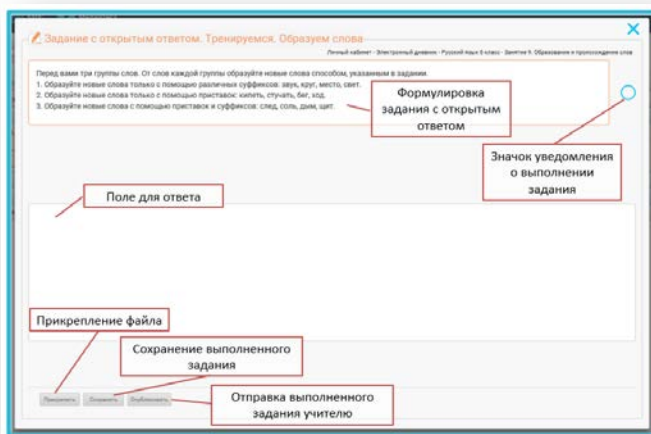 Задание с открытым ответом. Тренируемся. Образуем слова
Личный кабинет - Электронный дневник - Русский язык 5 класс - Занятие 9. Образование и происхождение слов
Перед вами три группы слов. От слов каждой группы образуйте новые слова способом, указанным в задании.
1. Образуйте новые слова только с помощью различных суффиксов: звук, круг, место, свет.
2. Образуйте новые слова только с помощью приставок: кипеть, стучать, бег, ход.
3. Образуйте новые слова с помощью приставок и суффиксов: след, соль, дым, щит.
Формулировка
задания с открытым
ответом
Значок уведомления
о выполнении
задания
Поле для ответа
Прикрепление файла
Сохранение выполненного
задания
Отправка выполненного
задания учителю
Прикрепить Сохранить Опубликовать